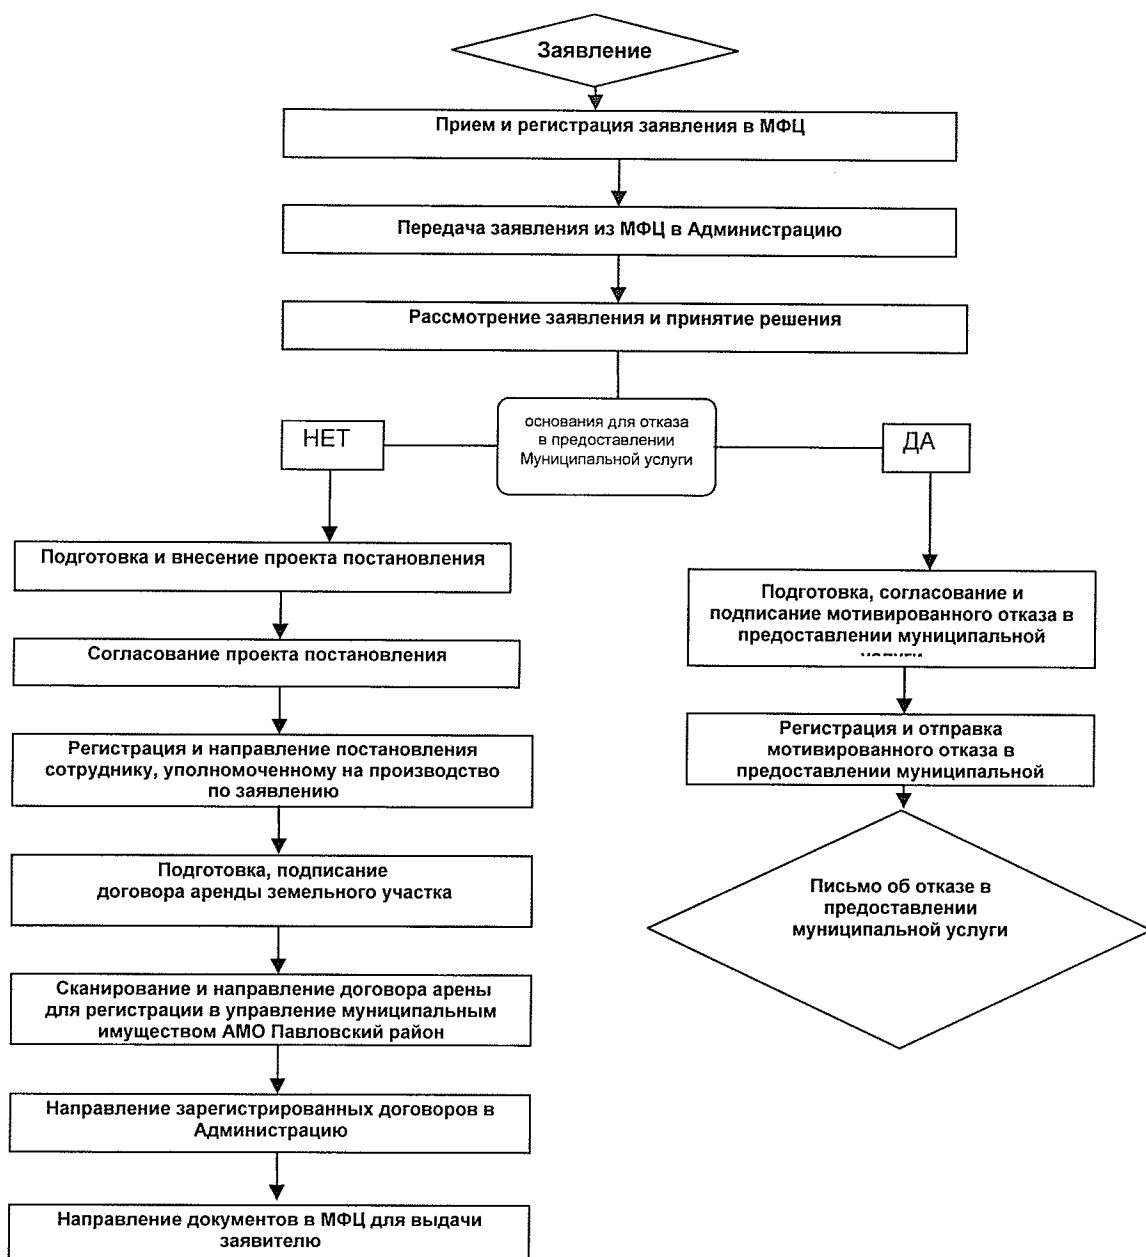 Заявление
Прием и регистрация заявления в МФЦ
Передача заявления из МФЦ в Администрацию
Рассмотрение заявления и принятие решения
основания для отказа
в предоставлении
Муниципальной услуги
НЕТ
ДА
Подготовка и внесение проекта постановления
Согласование проекта постановления
Регистрация и направление постановления
сотруднику, уполномоченному на производство
по заявлению
Подготовка, подписание
договора аренды земельного участка
Сканирование и направление договора арены
для регистрации в управление муниципальным
имуществом АМО Павловский район
Направление зарегистрированных договоров в
Администрацию
Направление документов в МФЦ для выдачи
заявителю
Подготовка, согласование и
подписание мотивированного отказа в
предоставлении муниципальной
Регистрация и отправка
мотивированного отказа в
предоставлении муниципальной
Письмо об отказе в
предоставлении
муниципальной услуги